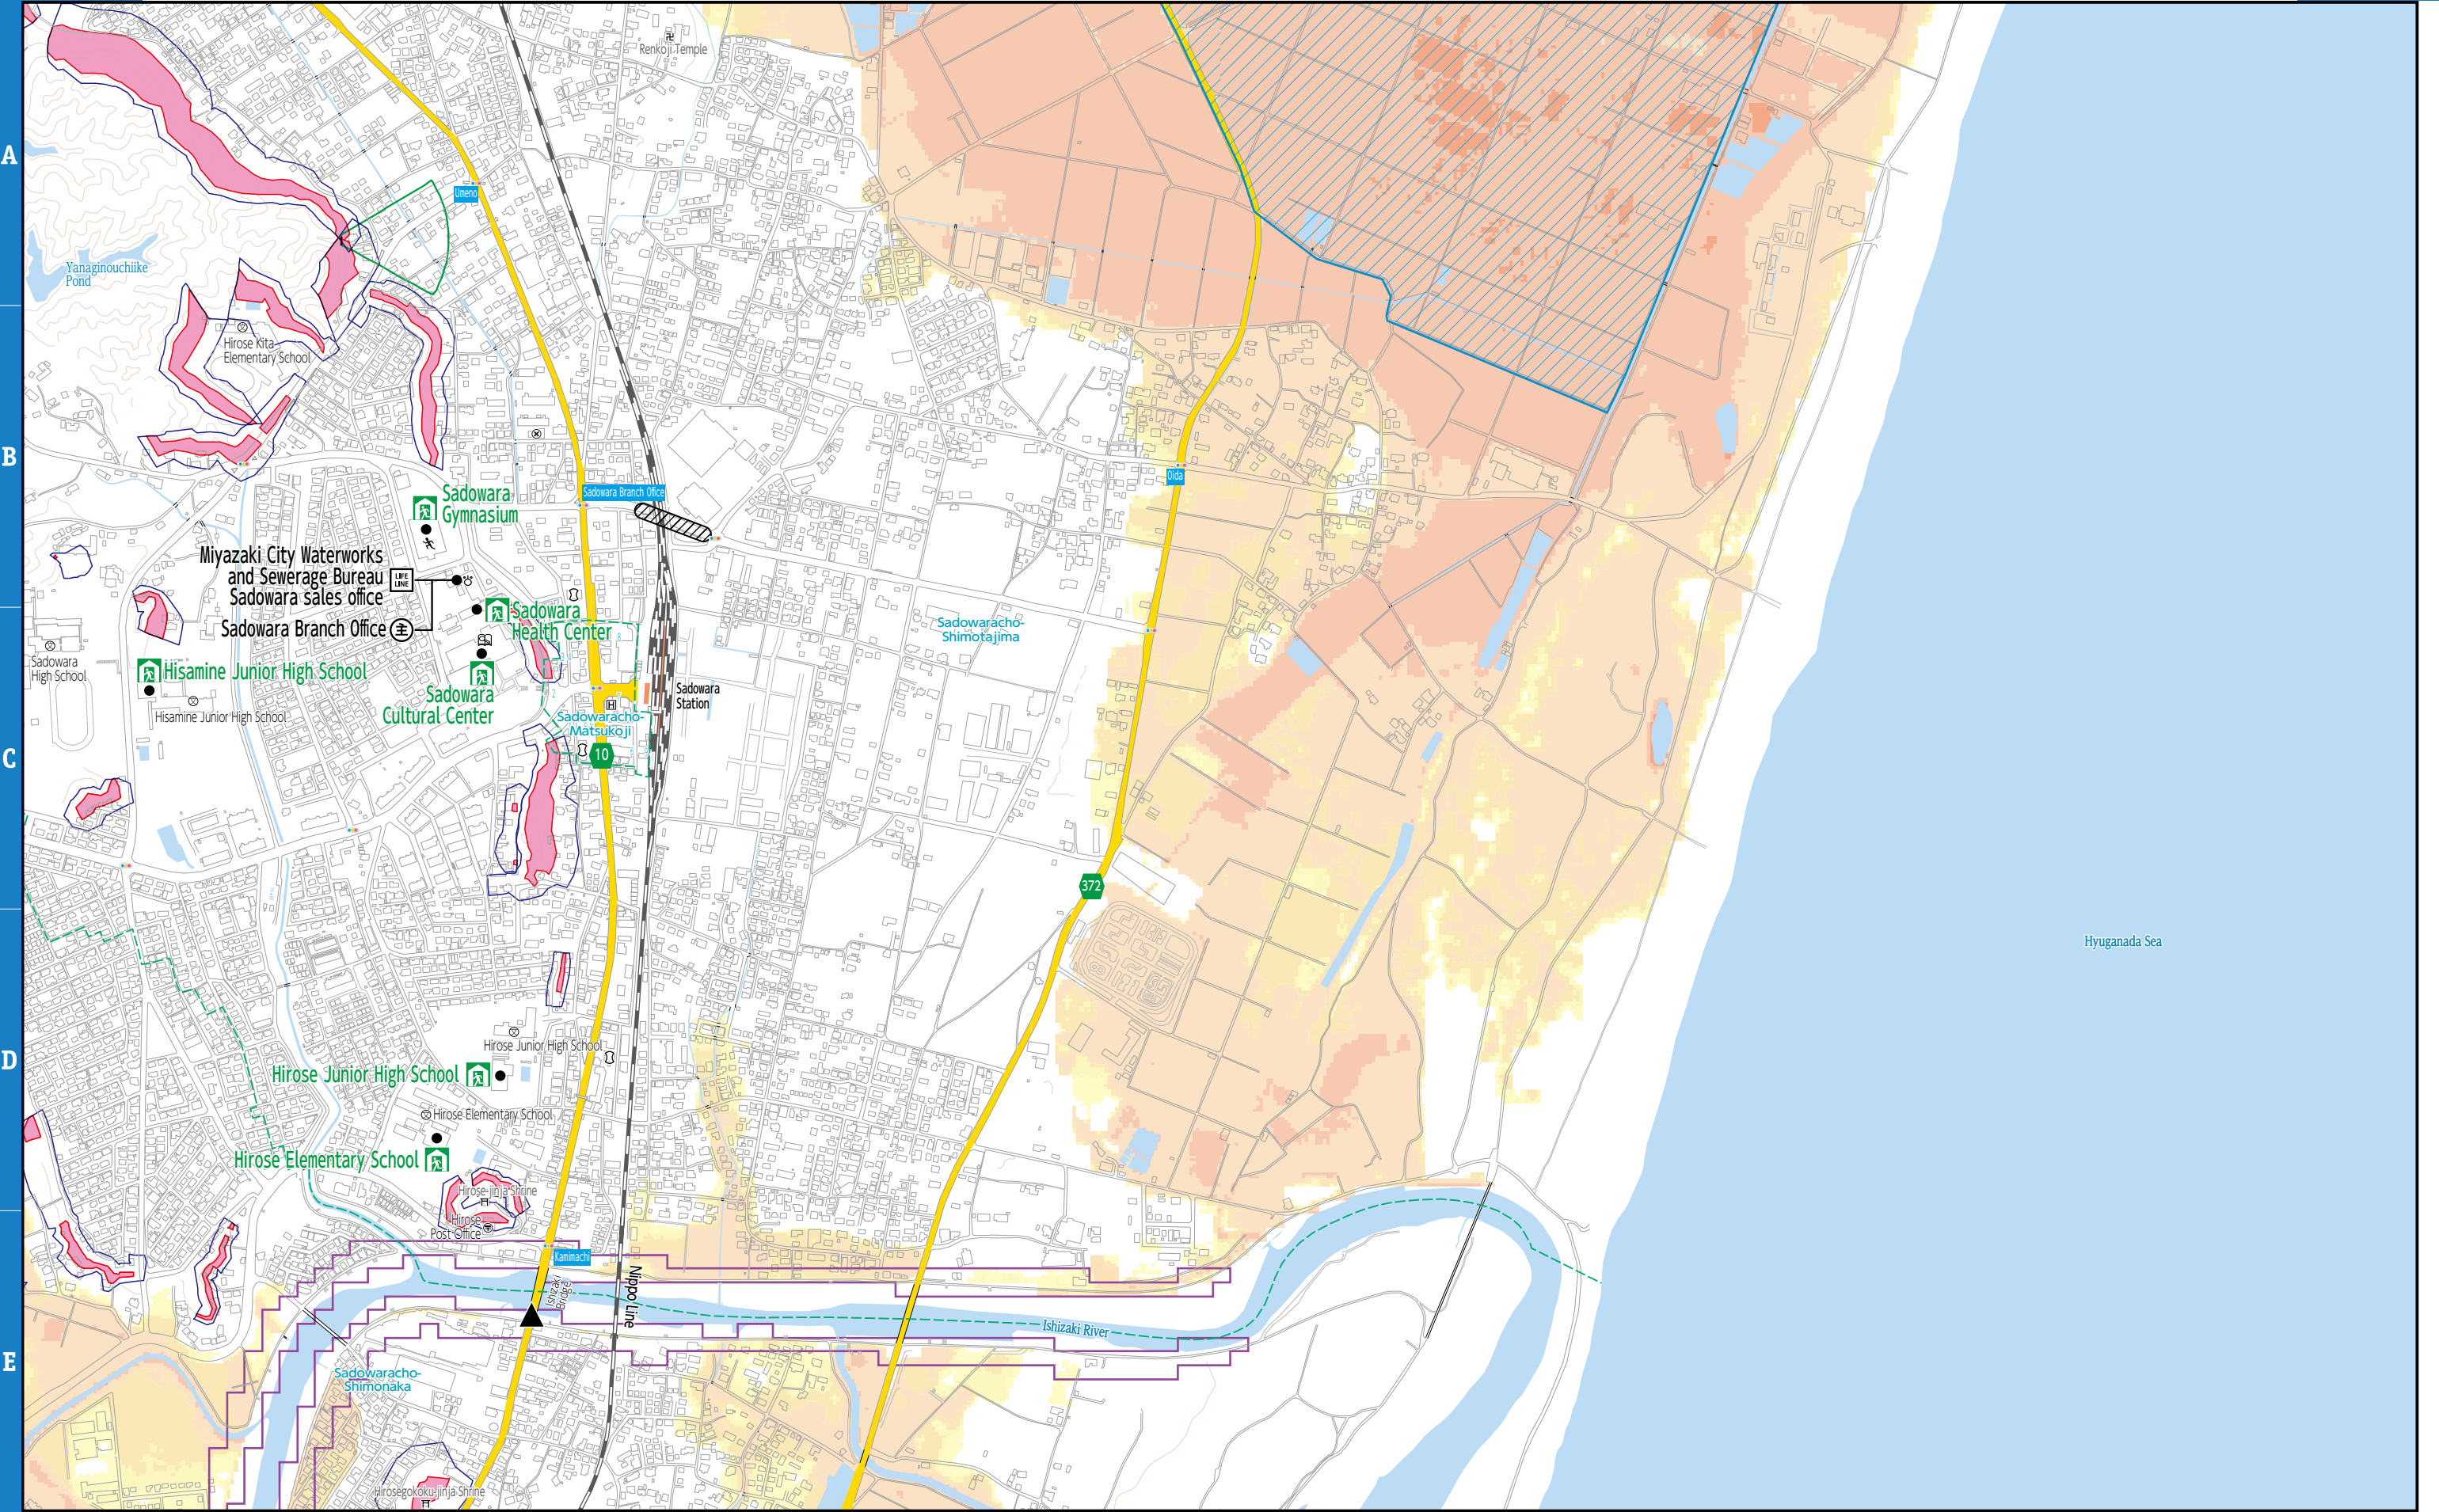 A
B
C
D
E
Renkoji Temple
Umeno
Yanaginouchiike
Pond
Hirose Kita
Elementary School
Oida
Sadowara Branch Office
Sadowara
Gymnasium
Miyazaki City Waterworks
and Sewerage Bureau
Sadowara sales office
LIFE
LINE
Sadowara Branch Office
Sadowara
Health Center
Sadowaracho-
Shimotajima
Sadowara
High School
Hisamine Junior High School
Hisamine Junior High School
Sadowara
Cultural Center
Sadowara
Station
H
Sadowaracho-
Matsukoji
10
372
Hyuganada Sea
Hirose Junior High School
Hirose Junior High School
Hirose Elementary School
Hirose Elementary School
Hirose-jinja Shrine
Hirose
Post Office
Kamimachi
Ishizaki
Bridge
Nippo Line
Ishizaki River
Sadowaracho-
Shimonaka
Hirosegokoku-jinja Shrine